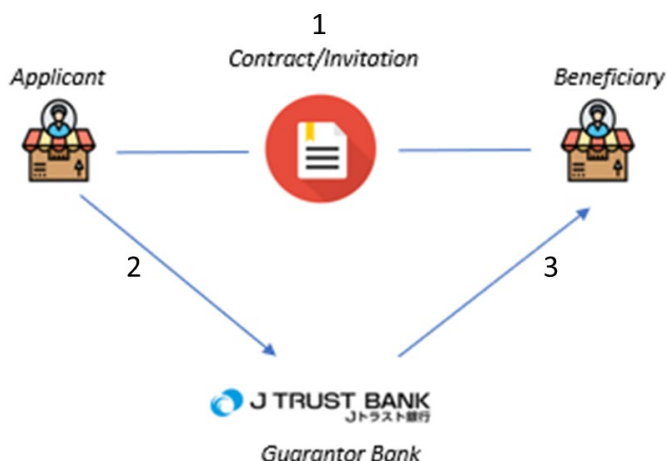 1
Contract/Invitation
Applicant
Beneficiary
2
3
J TRUST BANK
Jトラスト銀行
Guarantor Bank